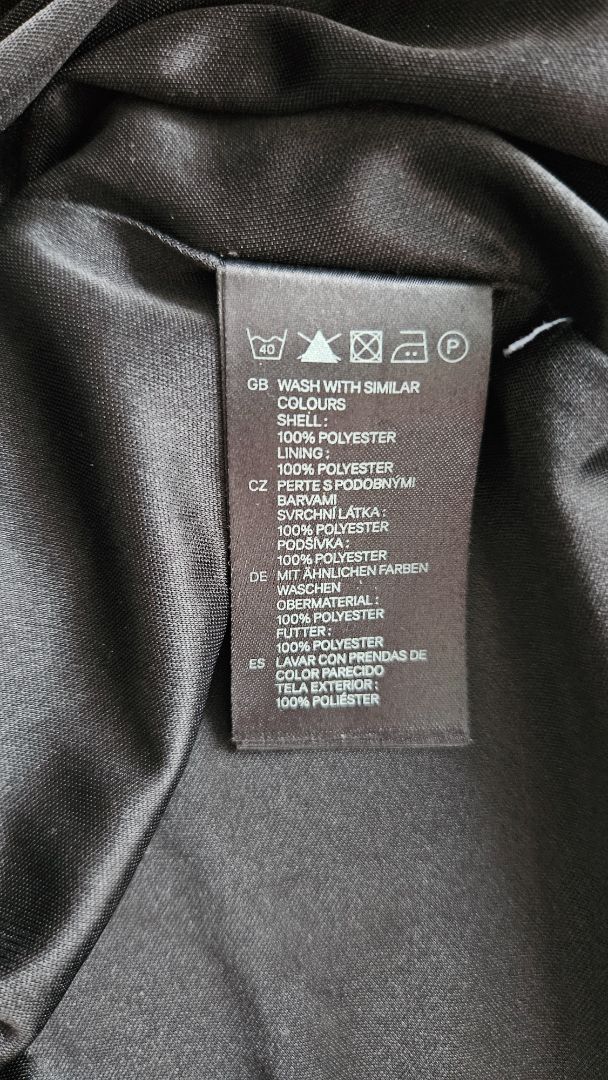 40 P
GB WASH WITH SIMILAR
COLOURS
SHELL:
100% POLYESTER
LINING:
100% POLYESTER
CZ PERTE S PODOBNÝMI
BARVAMI
SVRCHNÍ LÁTKA:
100% POLYESTER
PODŠÍVKA:
100% POLYESTER
DE MIT ÄHNLICHEN FARBEN
WASCHEN
OBERMATERIAL:
100% POLYESTER
FUTTER:
100% POLYESTER
ES LAVAR CON PRENDAS DE
COLOR PARECIDO
TELA EXTERIOR:
100% POLIÉSTER